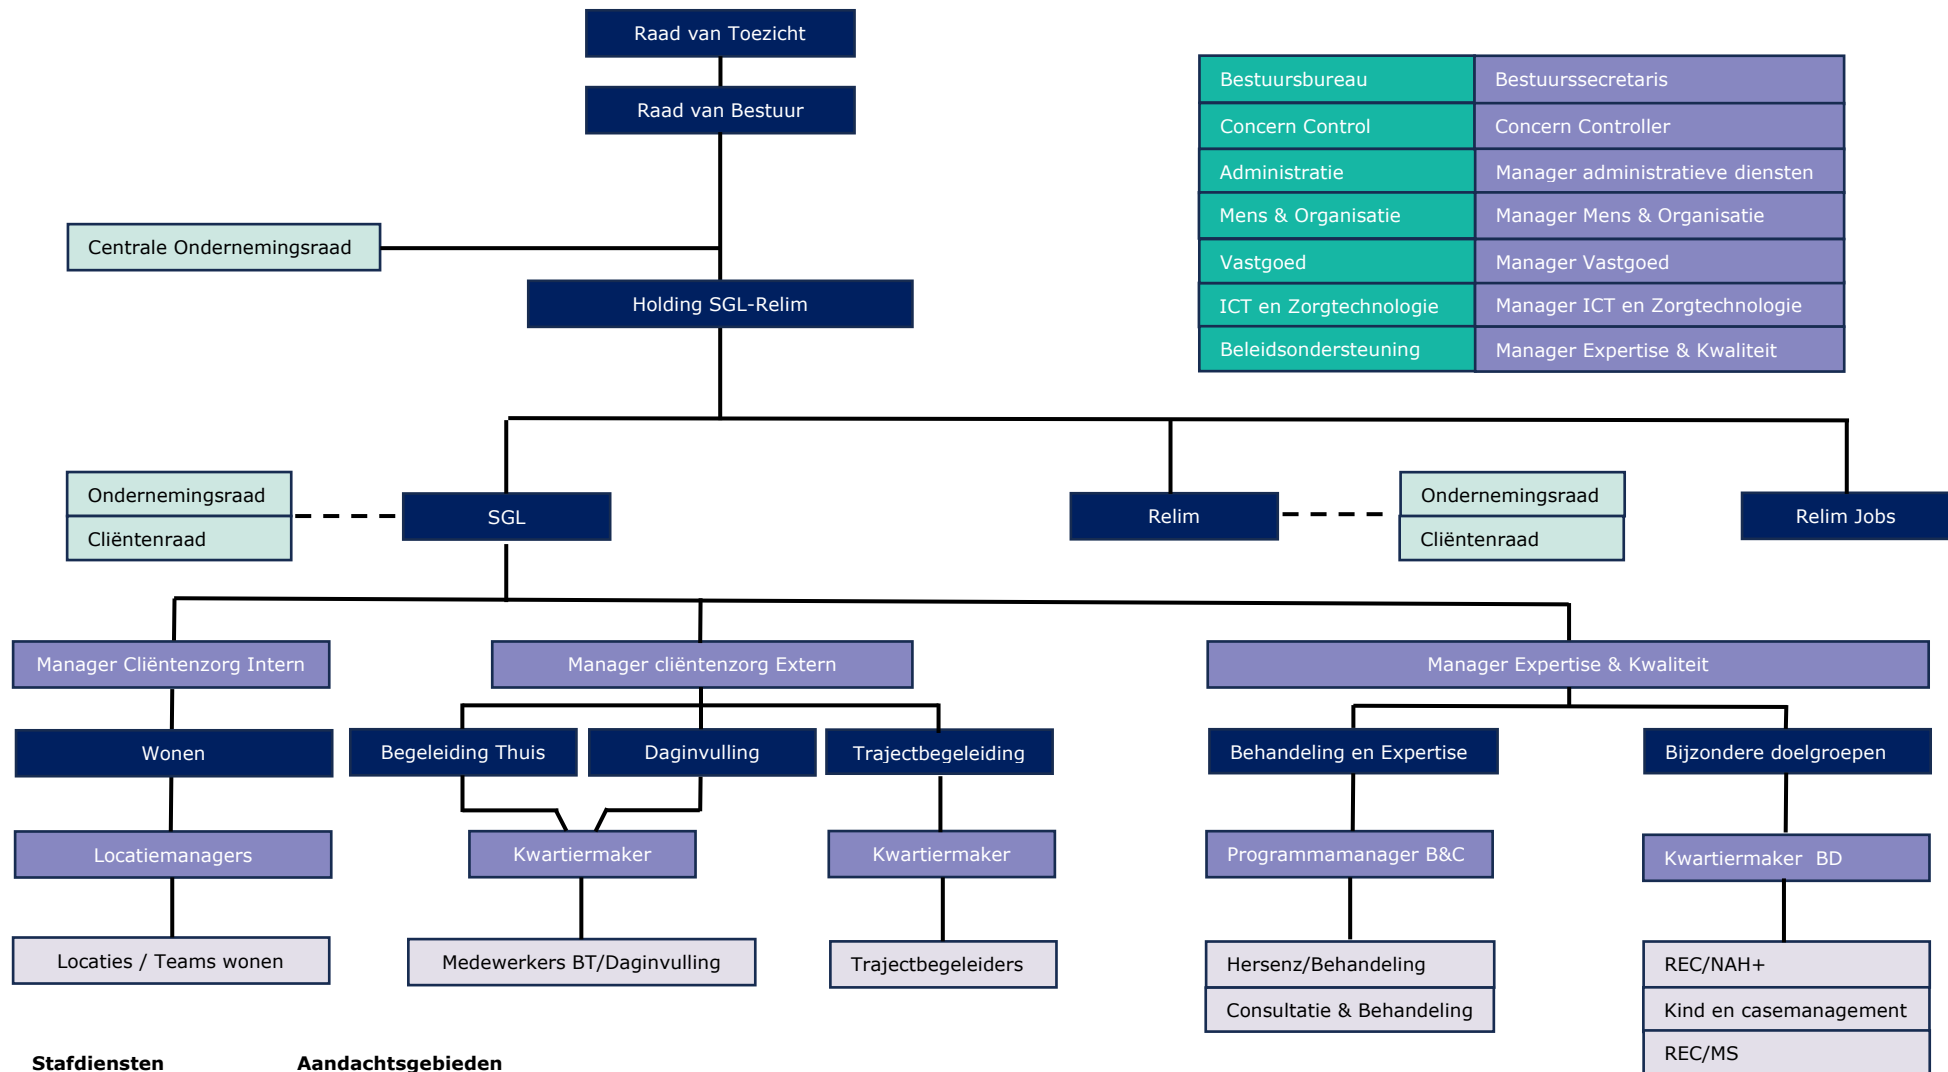 Raad van Toezicht
Raad van Bestuur
Bestuursbureau
Bestuurssecretaris
Concern Control
Concern Controller
Administratie
Manager administratieve diensten
Mens & Organisatie
Manager Mens & Organisatie
Vastgoed
Manager Vastgoed
ICT en Zorgtechnologie
Manager ICT en Zorgtechnologie
Beleidsondersteuning
Manager Expertise & Kwaliteit
Centrale Ondernemingsraad
Holding SGL-Relim
Ondernemingsraad
Cliëntenraad
SGL
Relim
Ondernemingsraad
Cliëntenraad
Relim Jobs
Manager Cliëntenzorg Intern
Manager cliëntenzorg Extern
Manager Expertise & Kwaliteit
Wonen
Begeleiding Thuis
Daginvulling
Trajectbegeleiding
Behandeling en Expertise
Bijzondere doelgroepen
Locatiemanagers
Kwartiermaker
Kwartiermaker
Programmamanager B&C
Kwartiermaker BD
Locaties / Teams wonen
Medewerkers BT/Daginvulling
Trajectbegeleiders
Hersenz/Behandeling
Consultatie & Behandeling
REC/NAH+
Kind en casemanagement
REC/MS
Stafdiensten
Aandachtsgebieden